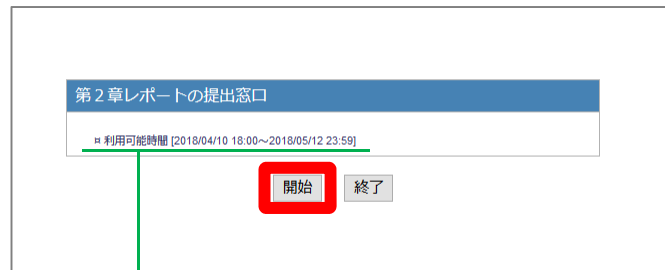 第２章レポートの提出窓口
¤ 利用可能時間 [2018/04/10 18:00～2018/05/12 23:59]
開始 終了